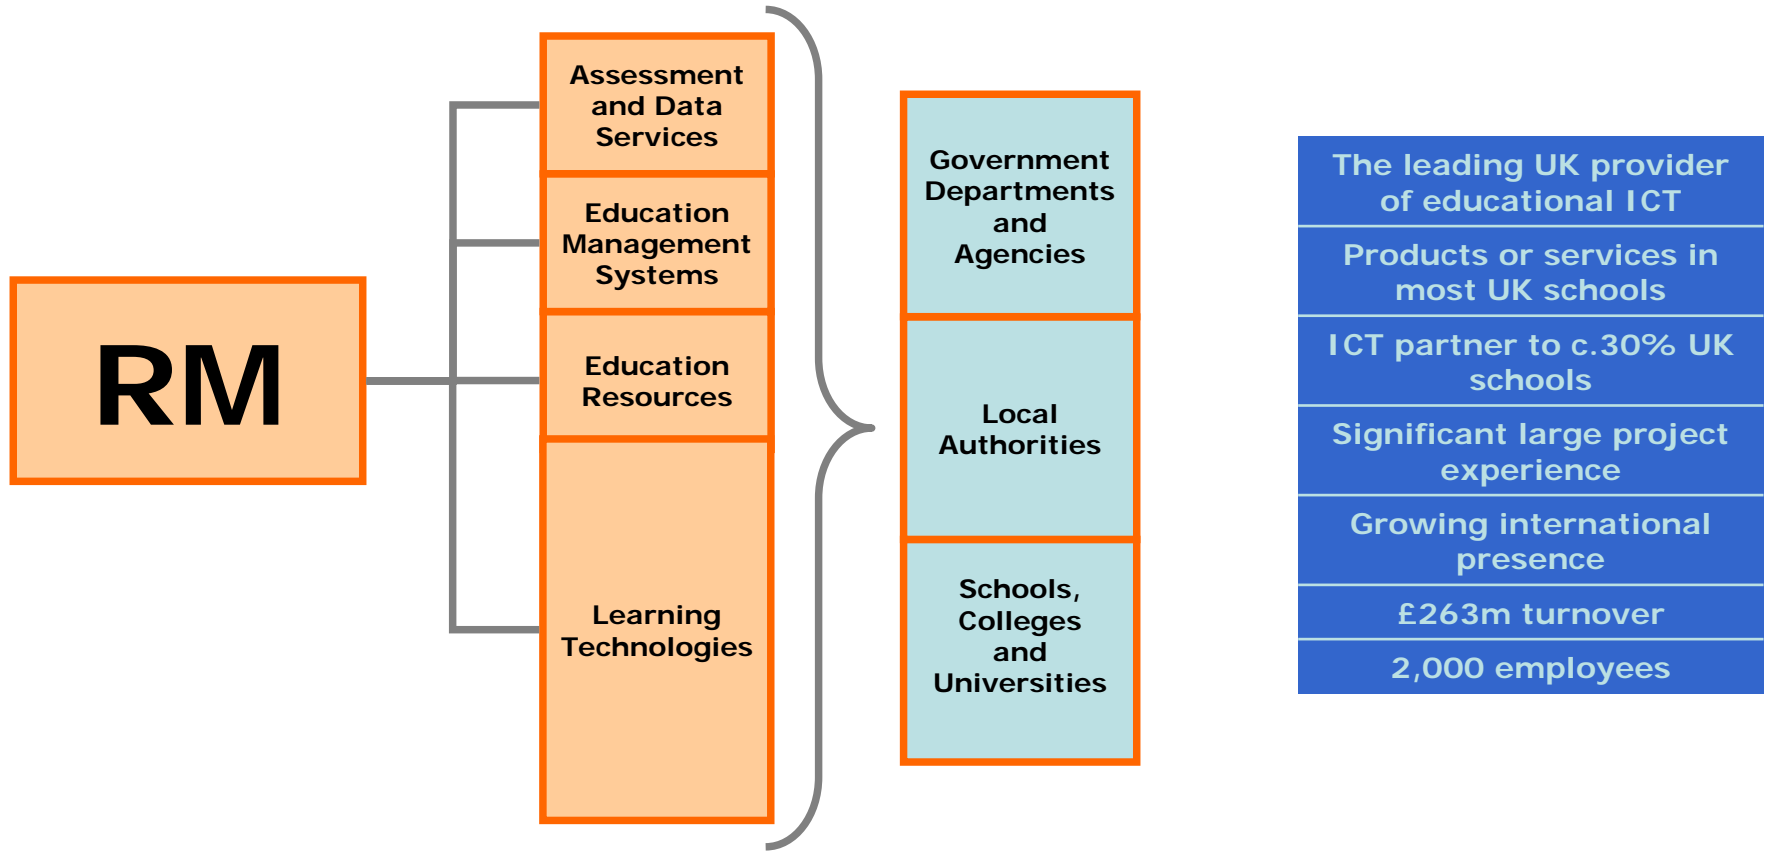 RM
Assessment
and Data
Services
Education
Management
Systems
Education
Resources
Learning
Technologies
Government
Departments
and
Agencies
Local
Authorities
Schools,
Colleges
and
Universities
The leading UK provider
of educational ICT
Products or services in
most UK schools
ICT partner to c.30% UK
schools
Significant large project
experience
Growing international
presence
£263m turnover
2,000 employees